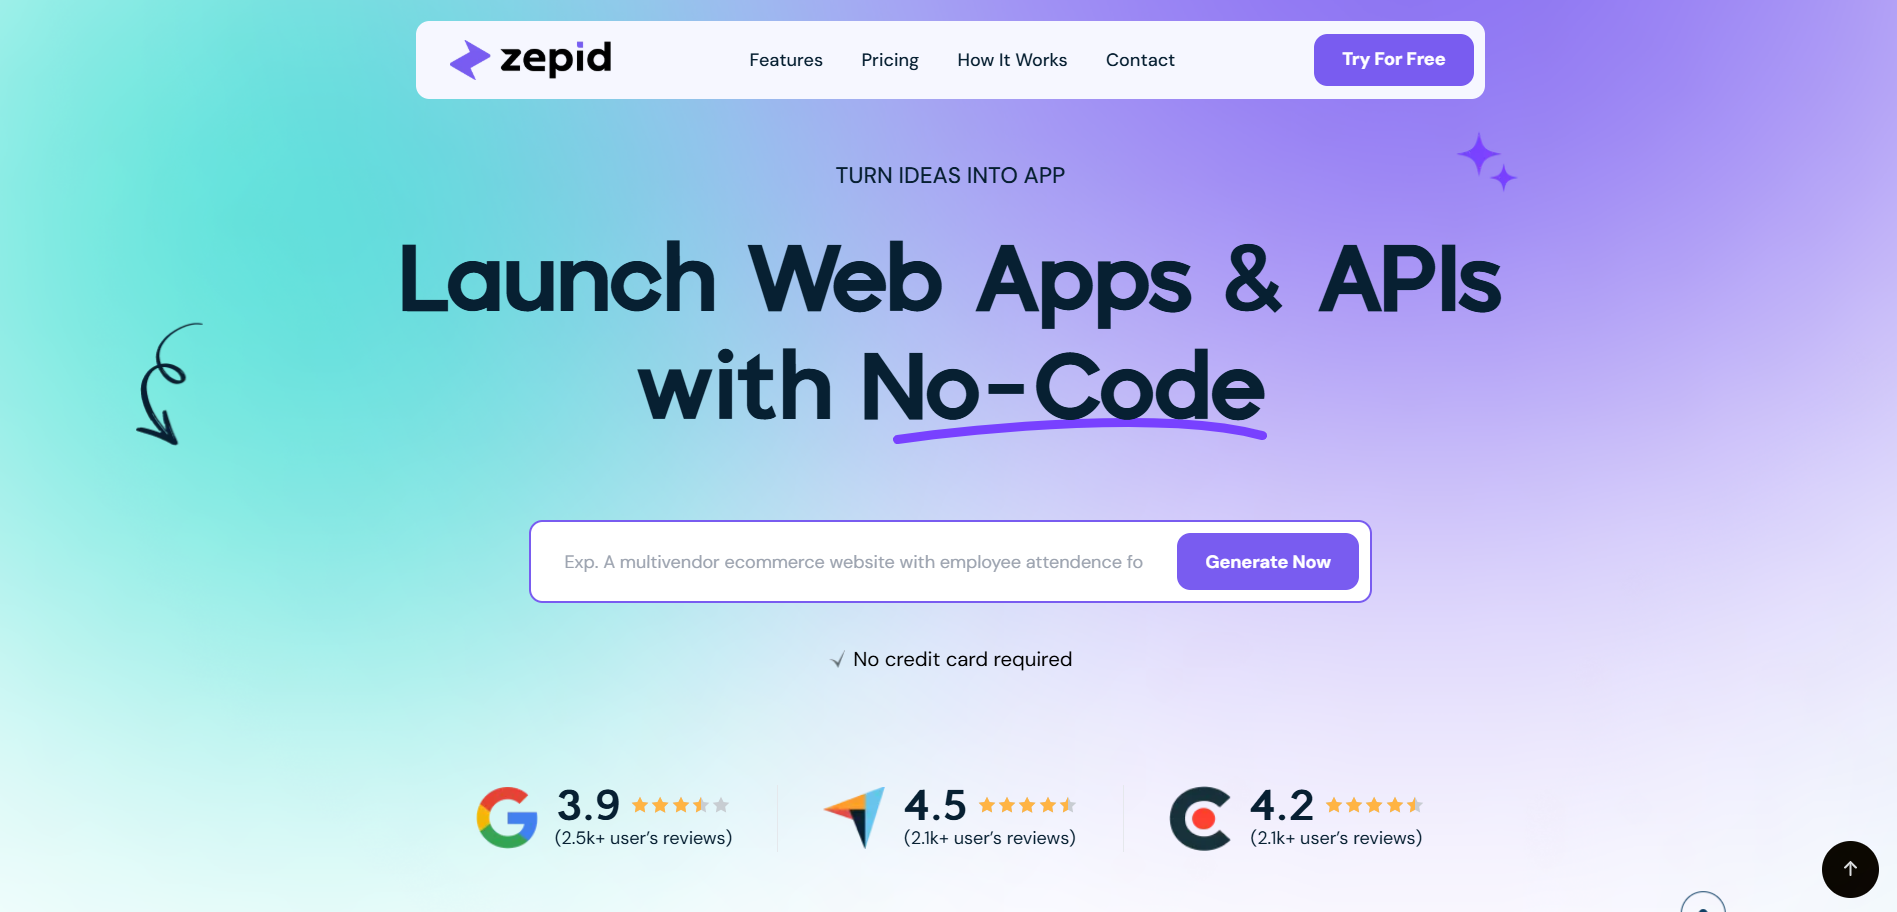 zepid
Features
Pricing
How It Works
Contact
Try For Free
TURN IDEAS INTO APP
Launch Web Apps & APIs
with No-Code
Exp. A multivendor ecommerce website with employee attendence fo
Generate Now
No credit card required
3.9
(2.5k+ user’s reviews)
4.5
(2.1k+ user’s reviews)
4.2
(2.1k+ user’s reviews)